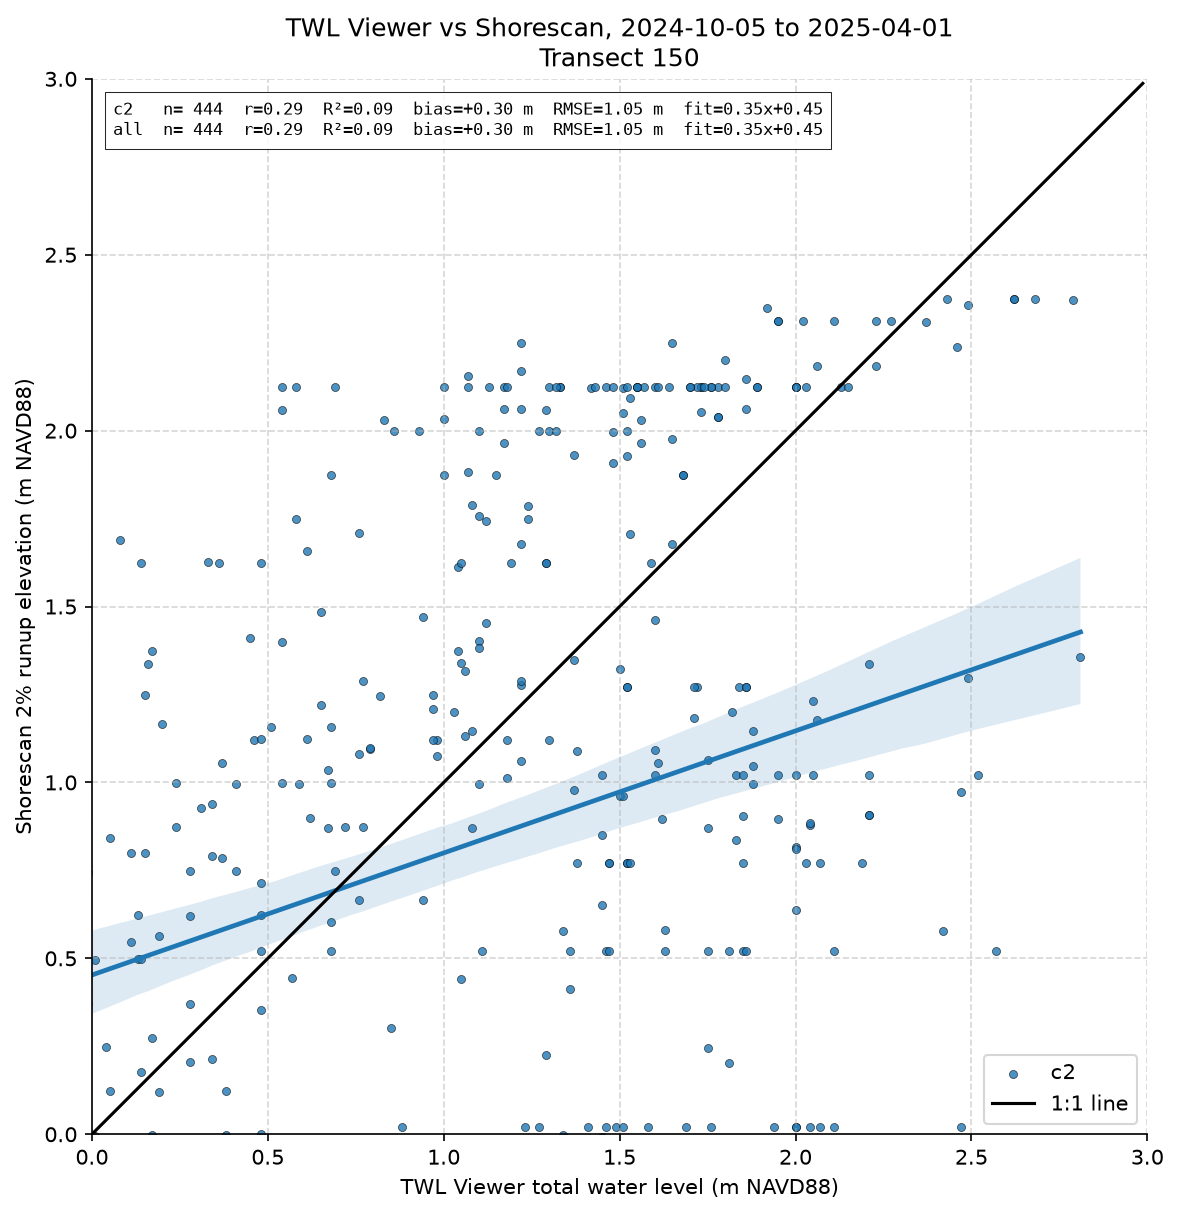 TWL Viewer vs Shorescan, 2024-10-05 to 2025-04-01
Transect 150
c2 n= 444 r=0.29 R²=0.09 bias=+0.30 m RMSE=1.05 m fit=0.35x+0.45
all n= 444 r=0.29 R²=0.09 bias=+0.30 m RMSE=1.05 m fit=0.35x+0.45
Shorescan 2% runup elevation (m NAVD88)
3.0
2.5
2.0
1.5
1.0
0.5
0.0
c2
1:1 line
0.0 0.5 1.0 1.5 2.0 2.5 3.0
TWL Viewer total water level (m NAVD88)